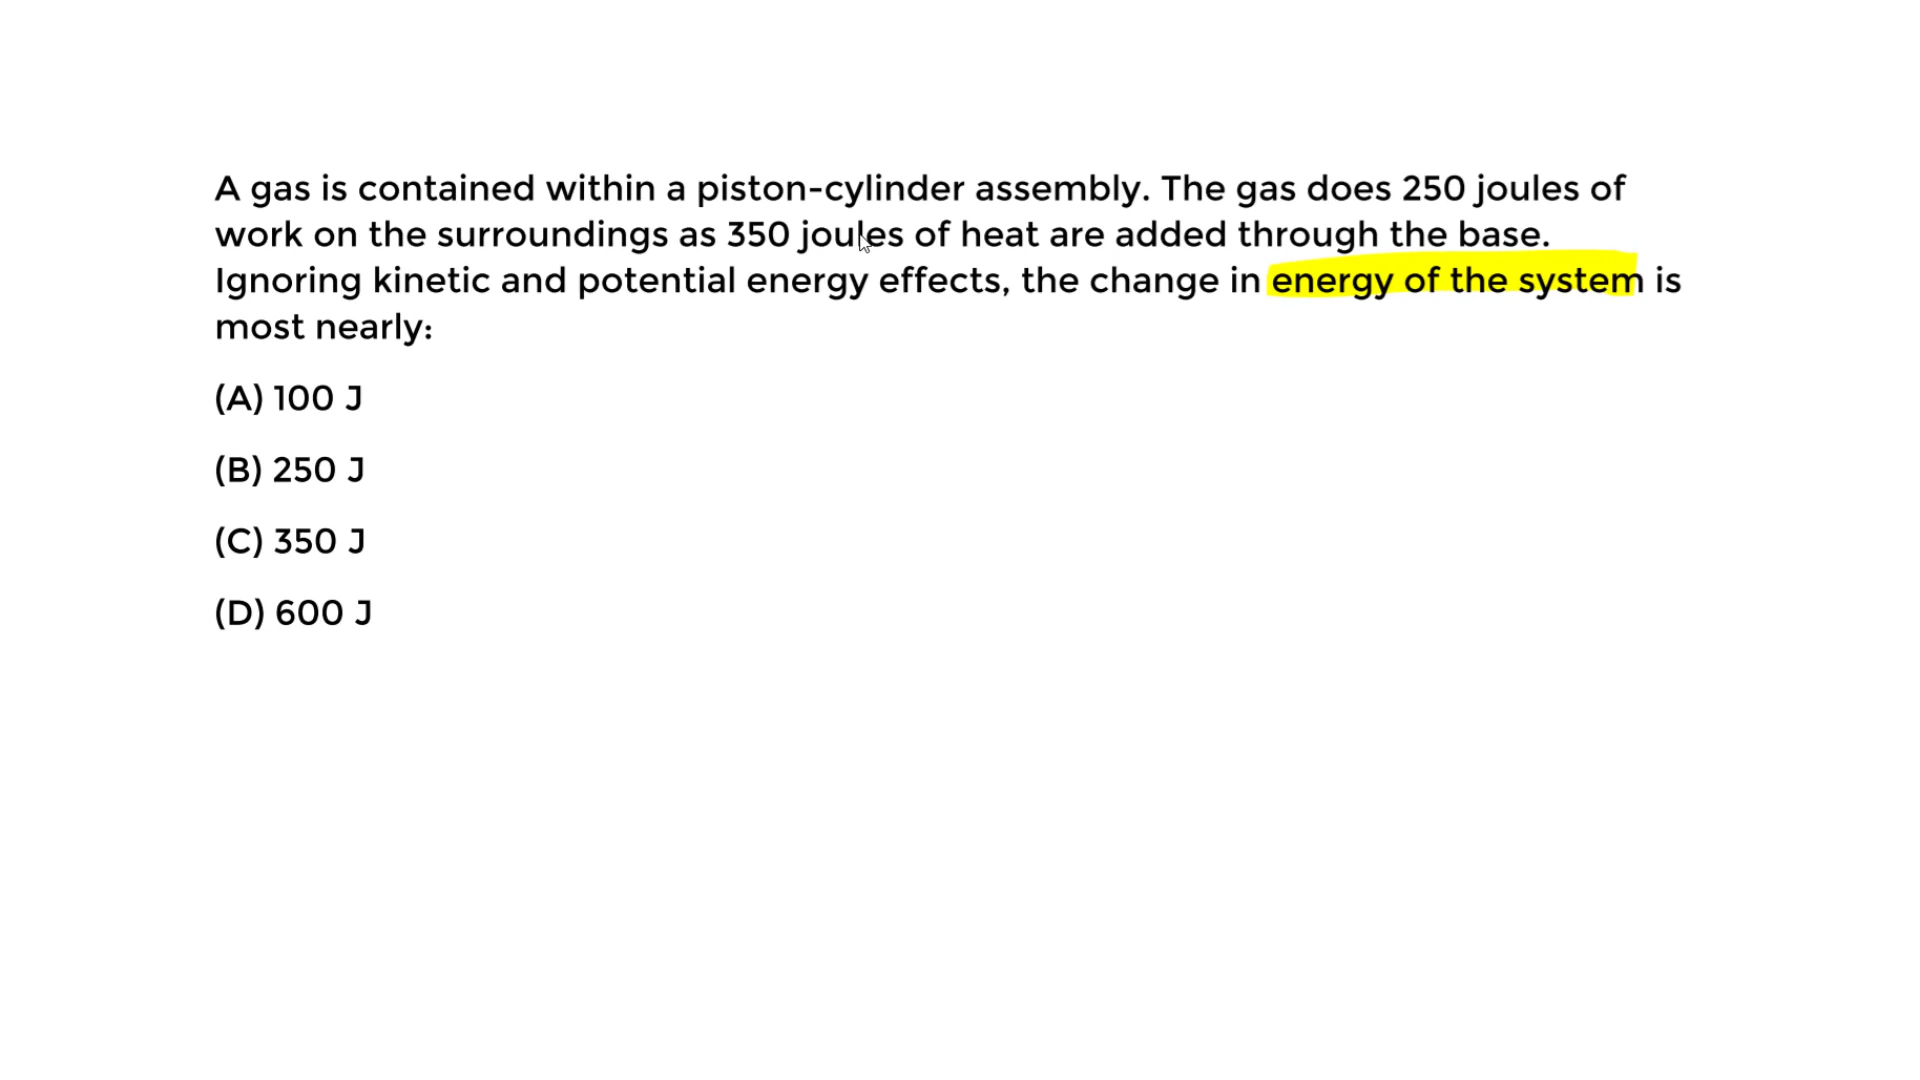 A gas is contained within a piston-cylinder assembly. The gas does 250 joules of
work on the surroundings as 350 joules of heat are added through the base.
Ignoring kinetic and potential energy effects, the change in energy of the system is
most nearly:
(A) 100 J
(B) 250 J
(C) 350 J
(D) 600 J